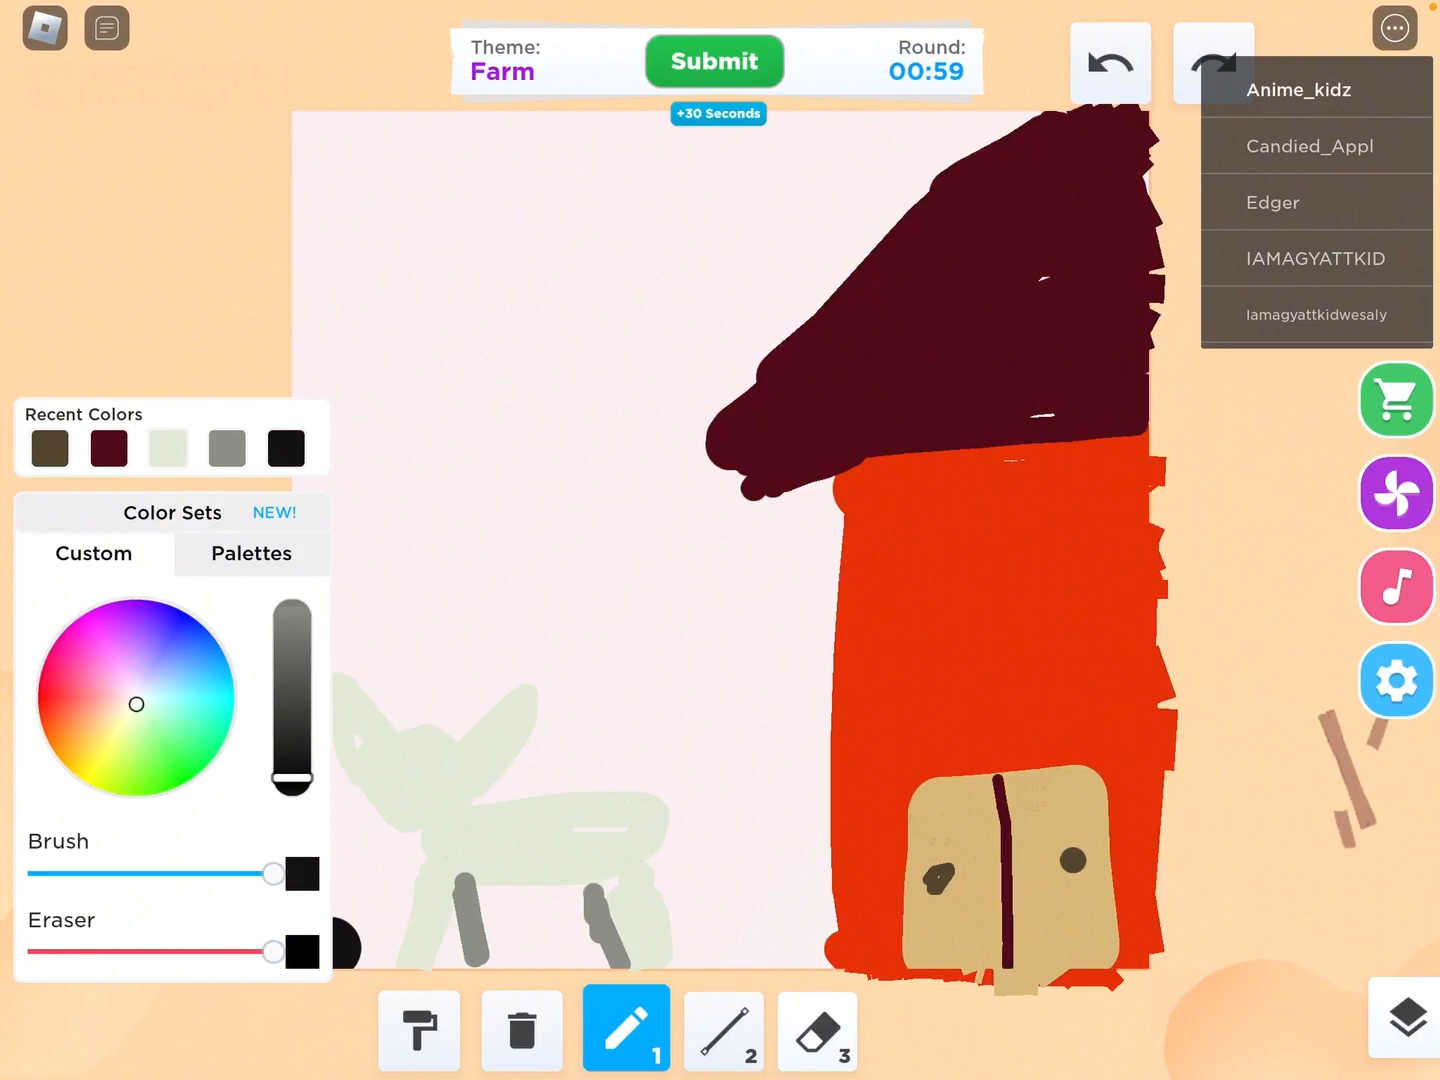 Theme:
Farm
Submit
Round:
00:59
+30 Seconds
Anime_kidz
Candied_Appl
Edger
IAMAGYATTKID
Iamagyattkidwesaly
Recent Colors
Color Sets NEW!
Custom Palettes
Brush
Eraser
1 2 3